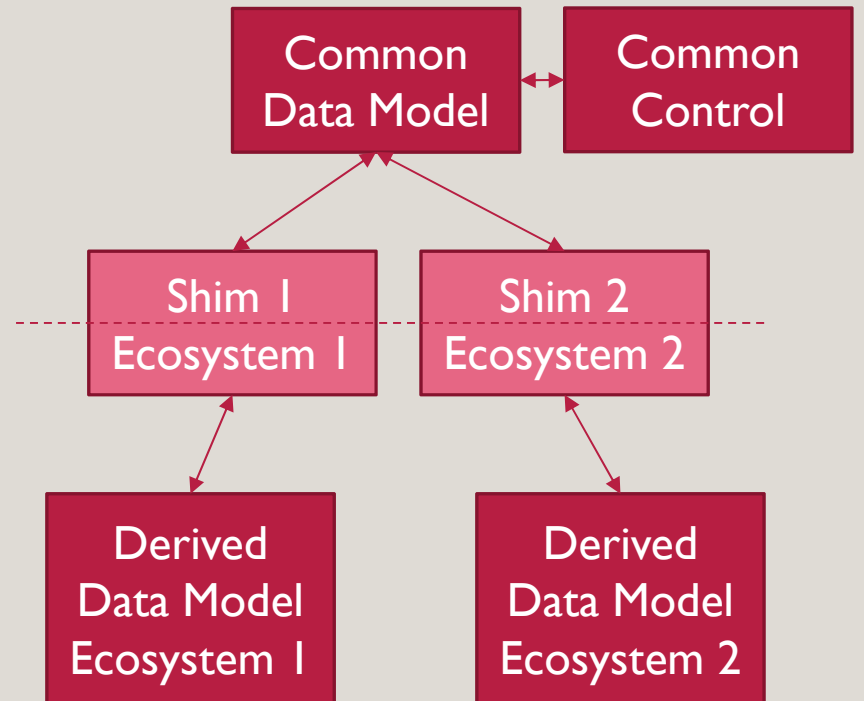 Common
Data Model
Common
Control
Shim 1
Ecosystem 1
Shim 2
Ecosystem 2
Derived
Data Model
Ecosystem 1
Derived
Data Model
Ecosystem 2